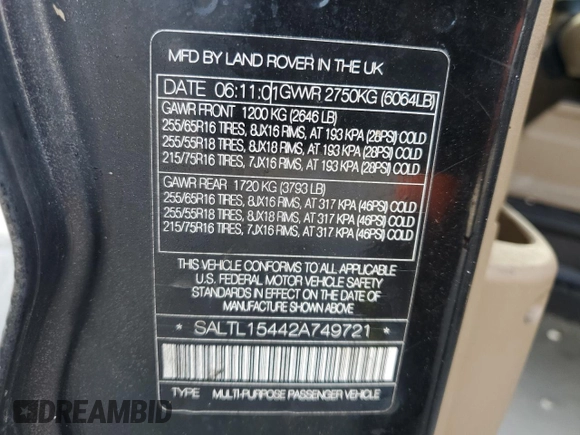 MFD BY LAND ROVER IN THE UK
DATE 06:11:01 GVWR 2750KG (6064LB)
GAWR FRONT 1200 KG (2646 LB)
255/65R16 TIRES, 8JX16 RIMS, AT 193 KPA (28PSI) COLD
255/55R18 TIRES, 8JX18 RIMS, AT 193 KPA (28PSI) COLD
215/75R16 TIRES, 7JX16 RIMS, AT 193 KPA (28PSI) COLD
GAWR REAR 1720 KG (3793 LB)
255/65R16 TIRES, 8JX16 RIMS, AT 317 KPA (46PSI) COLD
255/55R18 TIRES, 8JX18 RIMS, AT 317 KPA (46PSI) COLD
215/75R16 TIRES, 7JX16 RIMS, AT 317 KPA (46PSI) COLD
THIS VEHICLE CONFORMS TO ALL APPLICABLE
U.S. FEDERAL MOTOR VEHICLE SAFETY
STANDARDS IN EFFECT ON THE DATE OF
MANUFACTURE SHOWN ABOVE
* SALTL15442A749721 *
TYPE MULTI-PURPOSE PASSENGER VEHICLE
DREAMBID